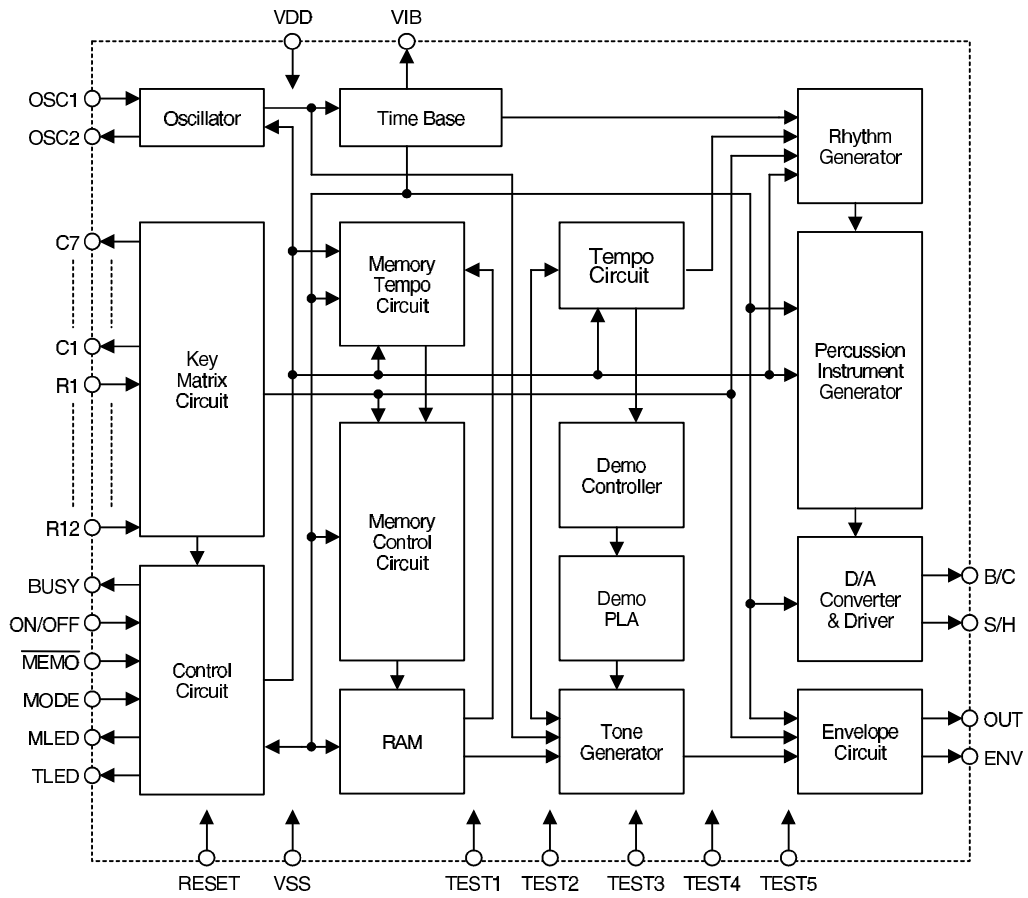 VDD
VIB
OSC1
OSC2
Oscillator
Time Base
Rhythm
Generator
C7
C1
R1
R12
Key
Matrix
Circuit
Memory
Tempo
Circuit
Tempo
Circuit
Percussion
Instrument
Generator
Memory
Control
Circuit
Demo
Controller
Demo
PLA
D/A
Converter
& Driver
B/C
S/H
BUSY
ON/OFF
MEMO
MODE
MLED
TLED
Control
Circuit
RAM
Tone
Generator
Envelope
Circuit
OUT
ENV
RESET
VSS
TEST1
TEST2
TEST3
TEST4
TEST5